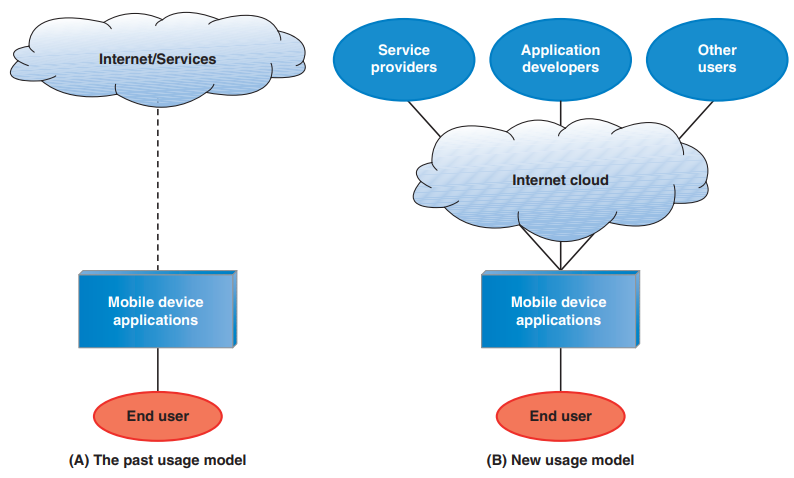 Internet/Services
Mobile device
applications
End user
(A) The past usage model
Service
providers
Application
developers
Other
users
Internet cloud
Mobile device
applications
End user
(B) New usage model